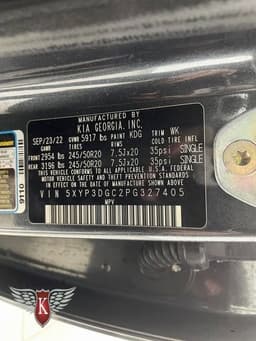 MANUFACTURED BY
KIA GEORGIA, INC.
SEP/23/22 GVWR 5917 lbs PAINT KDG TRIM WK
GAWR TIRES RIMS COLD TIRE INFL
FRONT 2954 lbs 245/50R20 7.5JX20 35psi SINGLE
REAR 3196 lbs 245/50R20 7.5JX20 35psi SINGLE
THIS VEHICLE CONFORMS TO ALL APPLICABLE U.S.A. FEDERAL
MOTOR VEHICLE SAFETY AND THEFT PREVENTION STANDARDS
IN EFFECT ON THE DATE OF MANUFACTURE SHOWN ABOVE.
VIN 5XYP3DGC2PG327405
MPV
9110
K